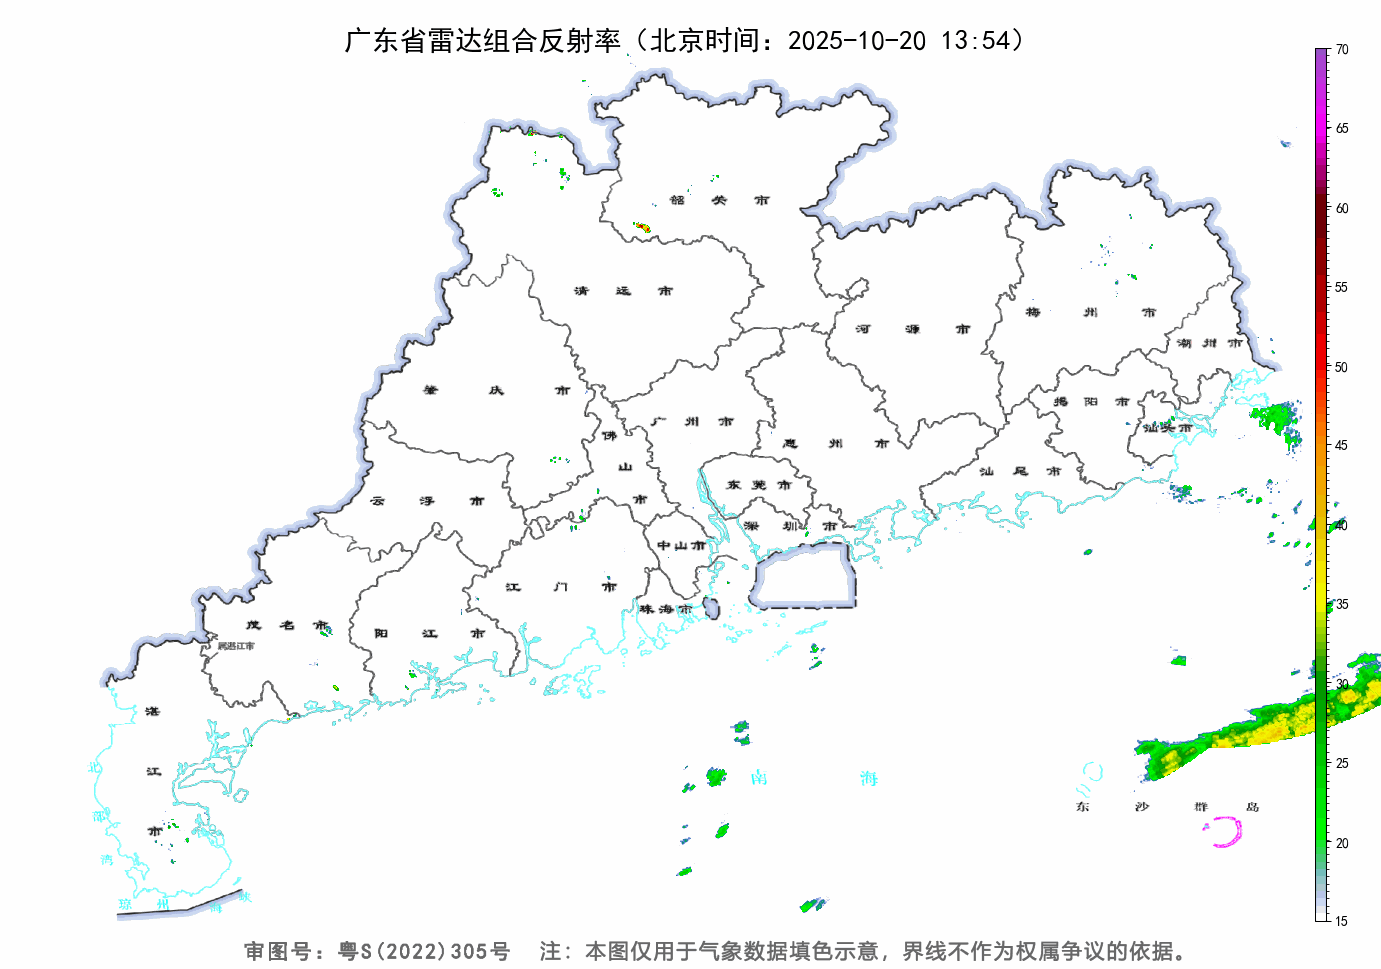 广东省雷达组合反射率（北京时间：2025-10-20 13:54）
70
65
60
55
50
45
40
35
30
25
20
15
韶关市
清远市
河源市
梅州市
潮州市
肇庆市
广州市
揭阳市
汕头市
佛山市
惠州市
汕尾市
云浮市
东莞市
深圳市
中山市
江门市
珠海市
茂名市
阳江市
属湛江市
湛江市
北部湾
南海
东沙群岛
琼州海峡
审图号：粤S(2022)305号 注：本图仅用于气象数据填色示意，界线不作为权属争议的依据。